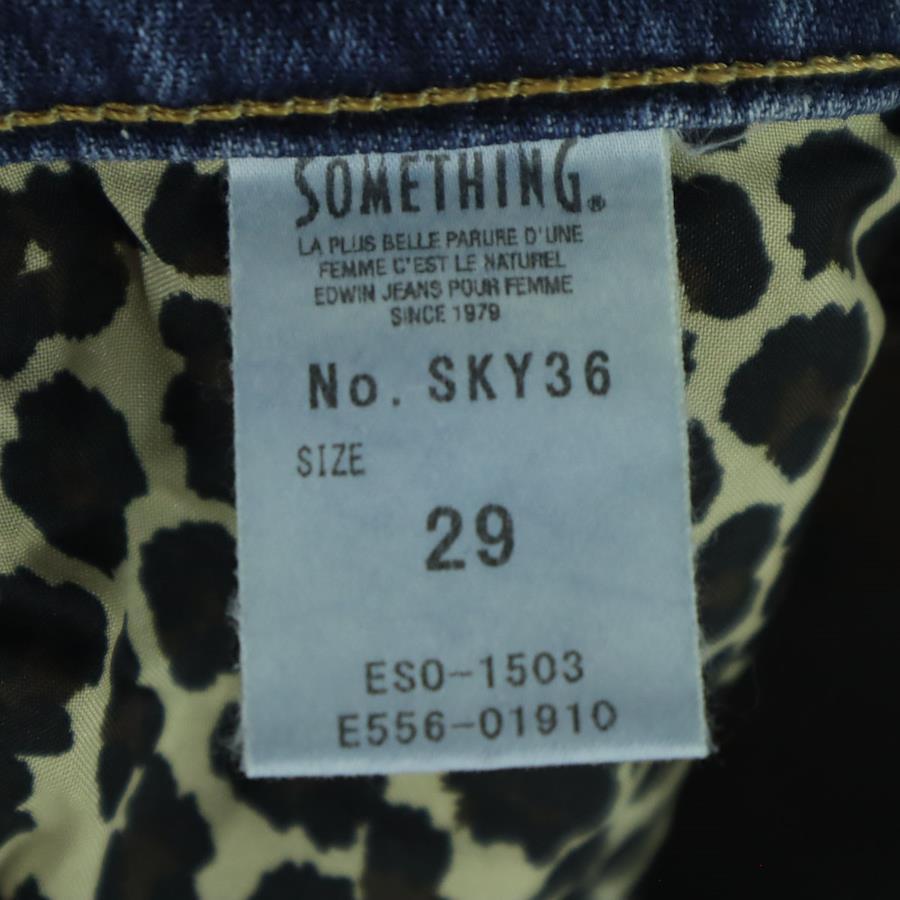 SOMETHING®
LA PLUS BELLE PARURE D'UNE
FEMME C'EST LE NATUREL
EDWIN JEANS POUR FEMME
SINCE 1979
No. SKY36
SIZE
29
ESO-1503
E556-01910